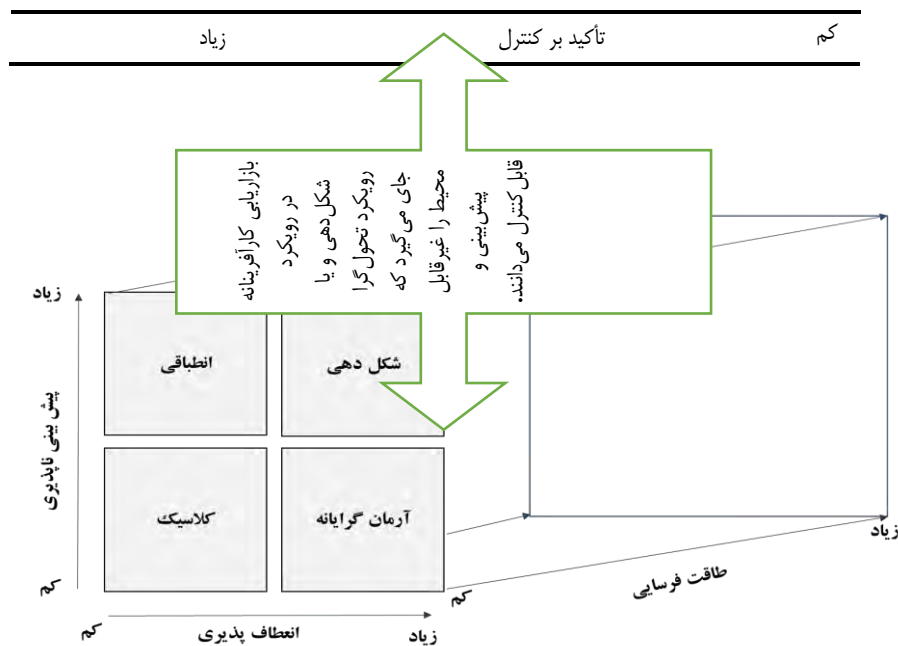 کم تأکید بر کنترل زیاد
بازاریابی کارآفرینانه
در رویکرد
شکل‌دهی و یا
رویکرد تحول‌گرا
جای می‌گیرد که
محیط را غیرقابل
پیش‌بینی و
قابل‌کنترل می‌دانند.
زیاد
انطباقی
شکل دهی
پیش بینی ناپذیری
کلاسیک
آرمان گرایانه
کم
زیاد
طاقت فرسایی
کم
کم
انعطاف پذیری
زیاد